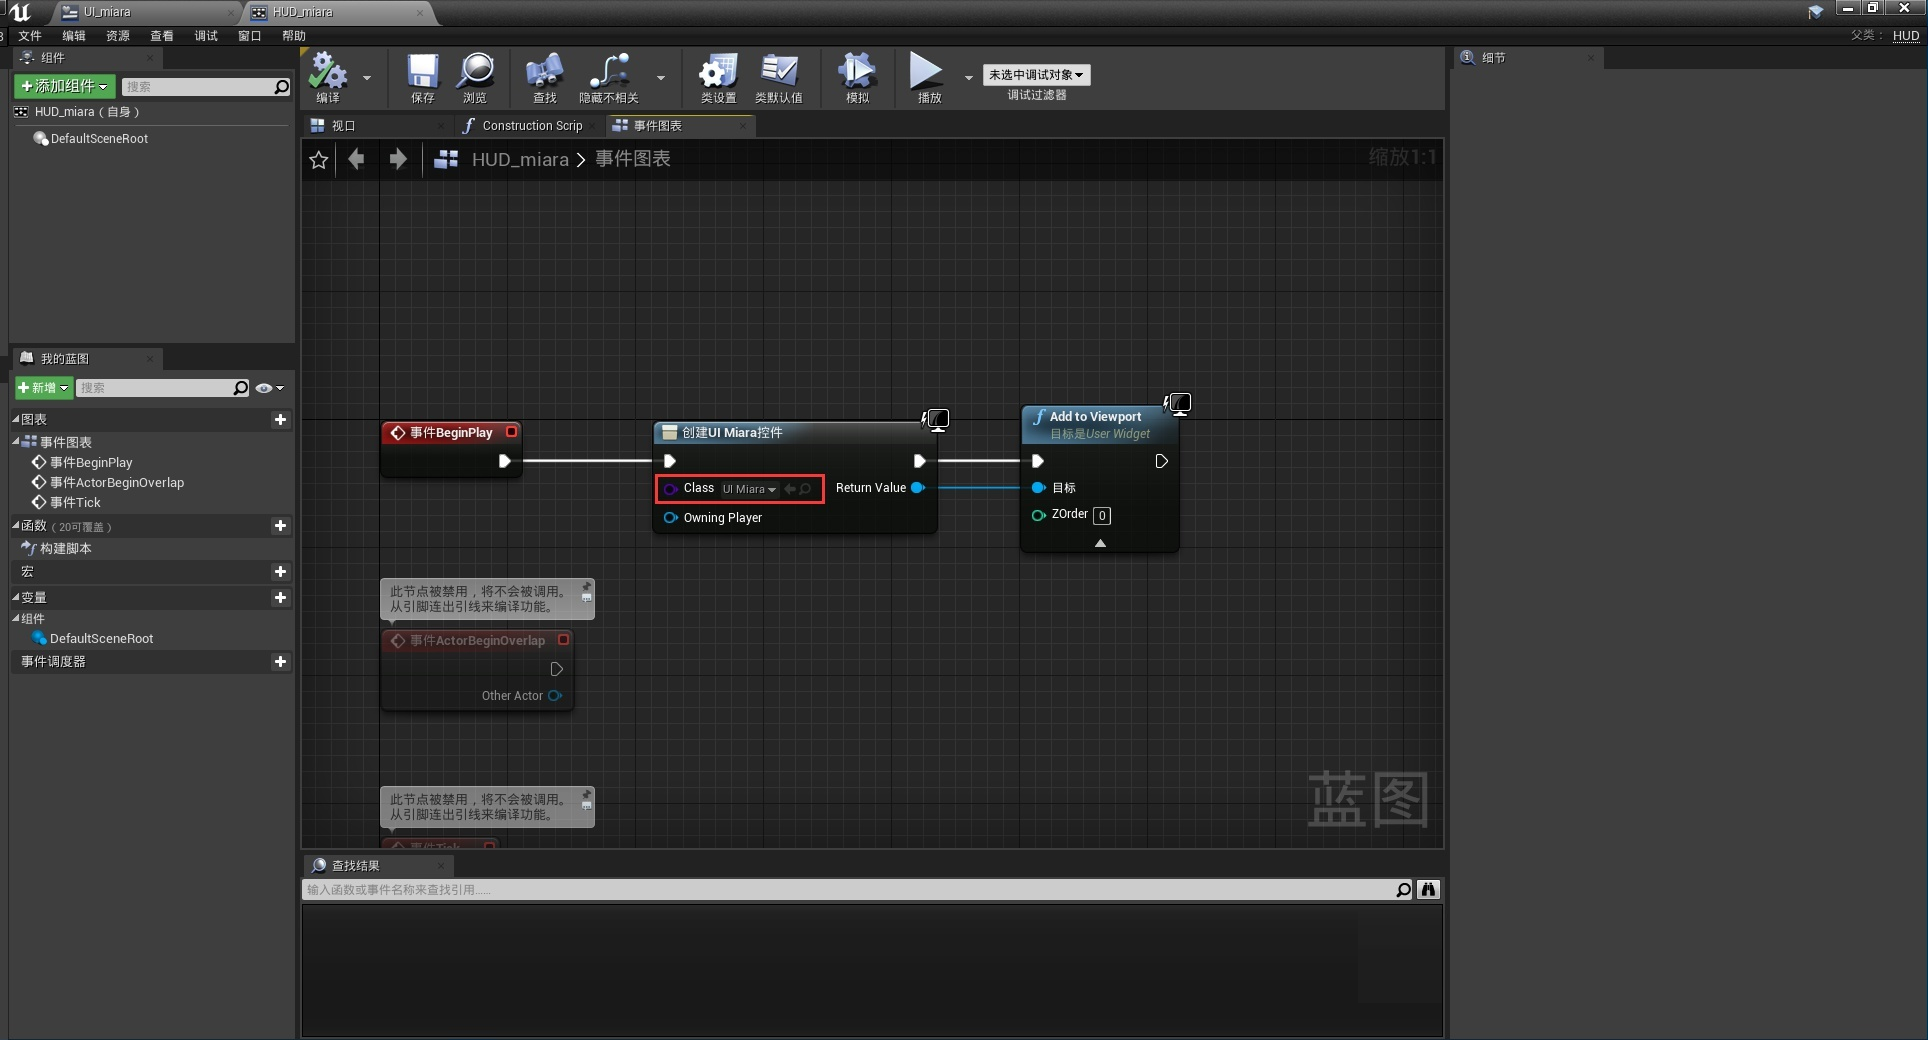 UI_miara
HUD_miara
文件 编辑 资源 查看 调试 窗口 帮助
父类： HUD
组件
添加组件
搜索
HUD_miara（自身）
DefaultSceneRoot
编译
保存
浏览
查找
隐藏不相关
类设置
类默认值
模拟
播放
未选中调试对象
调试过滤器
细节
视口
Construction Scrip
事件图表
HUD_miara > 事件图表
缩放1:1
我的蓝图
新增
搜索
图表
事件图表
事件BeginPlay
事件ActorBeginOverlap
事件Tick
函数（20可覆盖）
构建脚本
宏
变量
组件
DefaultSceneRoot
事件调度器
事件BeginPlay
创建UI Miara控件
Class UI Miara
Return Value
Owning Player
Add to Viewport
目标是User Widget
目标
ZOrder 0
此节点被禁用，将不会被调用。
从引脚连出引线来编译功能。
事件ActorBeginOverlap
Other Actor
此节点被禁用，将不会被调用。
从引脚连出引线来编译功能。
事件Tick
蓝图
查找结果
输入函数或事件名称来查找引用......